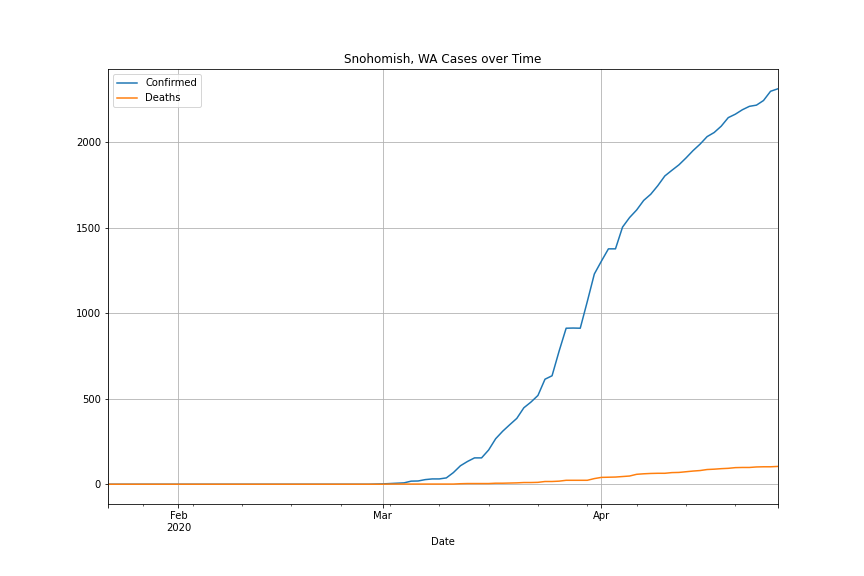 Snohomish, WA Cases over Time
Confirmed
Deaths
2000
1500
1000
500
0
Feb
2020
Mar
Apr
Date